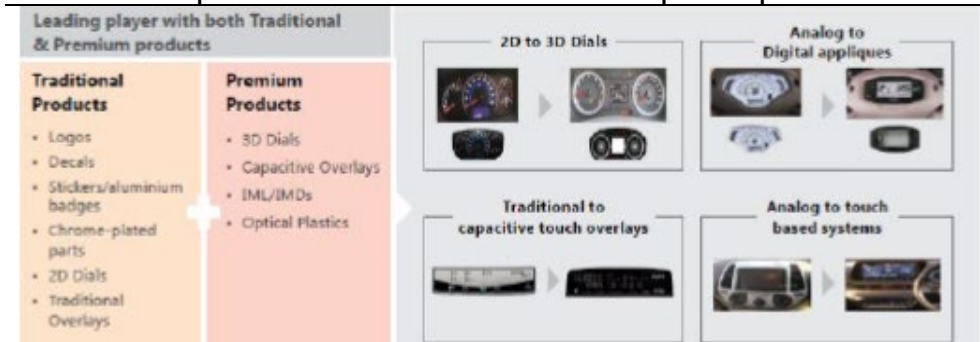 Leading player with both Traditional
& Premium products
Traditional
Products
• Logos
• Decals
• Stickers/aluminium
badges
• Chrome-plated
parts
• 2D Dials
• Traditional
Overlays
Premium
Products
• 3D Dials
• Capacitive Overlays
• IML/IMDs
• Optical Plastics
2D to 3D Dials
Analog to
Digital appliques
Traditional to
capacitive touch overlays
Analog to touch
based systems